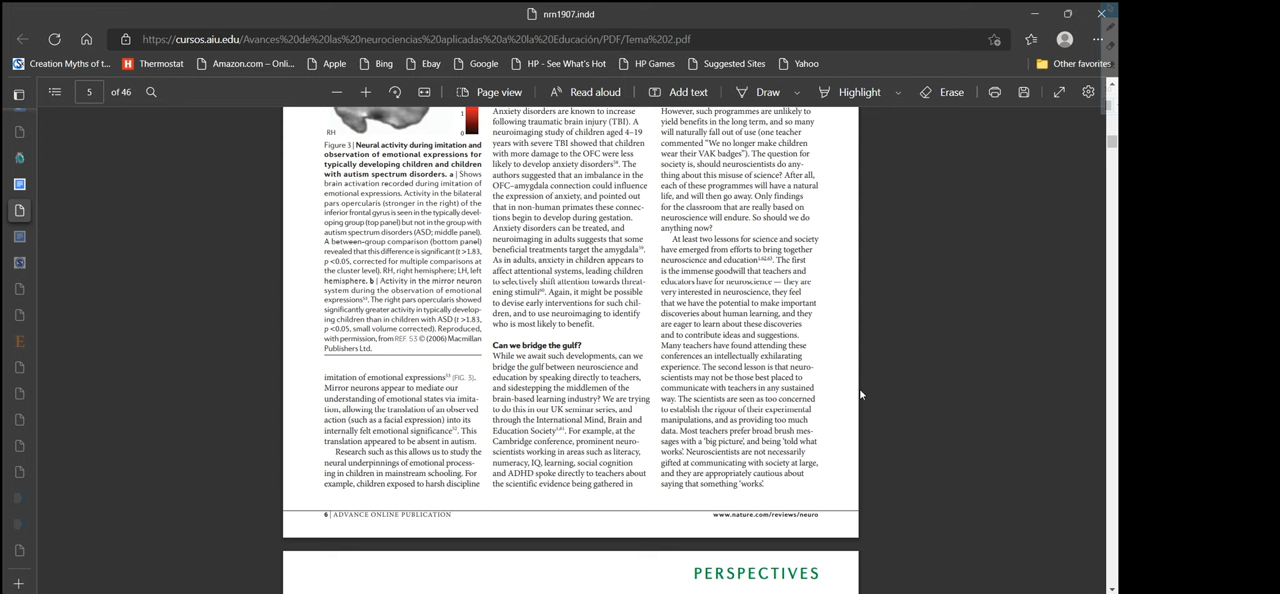 nrn1907.indd
https://cursos.aiu.edu/Avances%20de%20las%20neurociencias%20aplicadas%20a%20la%20Educación/PDF/Tema%202.pdf
Creation Myths of t...
Thermostat
Amazon.com – Onli...
Apple
Bing
Ebay
Google
HP - See What's Hot
HP Games
Suggested Sites
Yahoo
Other favorites
5 of 46
Page view
Read aloud
Add text
Draw
Highlight
Erase
1
RH
0
Figure 3 | Neural activity during imitation and
observation of emotional expressions for
typically developing children and children
with autism spectrum disorders. a | Shows
brain activation recorded during imitation of
emotional expressions. Activity in the bilateral
pars opercularis (stronger in the right) of the
inferior frontal gyrus is seen in the typically devel-
oping group (top panel) but not in the group with
autism spectrum disorders (ASD; middle panel).
A between-group comparison (bottom panel)
revealed that this difference is significant (t >1.83,
p <0.05, corrected for multiple comparisons at
the cluster level). RH, right hemisphere; LH, left
hemisphere. b | Activity in the mirror neuron
system during the observation of emotional
expressions53. The right pars opercularis showed
significantly greater activity in typically develop-
ing children than in children with ASD (t >1.83,
p <0.05, small volume corrected). Reproduced,
with permission, from REF. 53 © (2006) Macmillan
Publishers Ltd.
imitation of emotional expressions53 (FIG. 3).
Mirror neurons appear to mediate our
understanding of emotional states via imita-
tion, allowing the translation of an observed
action (such as a facial expression) into its
internally felt emotional significance52. This
translation appeared to be absent in autism.
Research such as this allows us to study the
neural underpinnings of emotional process-
ing in children in mainstream schooling. For
example, children exposed to harsh discipline
Anxiety disorders are known to increase
following traumatic brain injury (TBI). A
neuroimaging study of children aged 4–19
years with severe TBI showed that children
with more damage to the OFC were less
likely to develop anxiety disorders58. The
authors suggested that an imbalance in the
OFC–amygdala connection could influence
the expression of anxiety, and pointed out
that in non-human primates these connec-
tions begin to develop during gestation.
Anxiety disorders can be treated, and
neuroimaging in adults suggests that some
beneficial treatments target the amygdala59.
As in adults, anxiety in children appears to
affect attentional systems, leading children
to selectively shift attention towards threat-
ening stimuli60. Again, it might be possible
to devise early interventions for such chil-
dren, and to use neuroimaging to identify
who is most likely to benefit.
Can we bridge the gulf?
While we await such developments, can we
bridge the gulf between neuroscience and
education by speaking directly to teachers,
and sidestepping the middlemen of the
brain-based learning industry? We are trying
to do this in our UK seminar series, and
through the International Mind, Brain and
Education Society1,61. For example, at the
Cambridge conference, prominent neuro-
scientists working in areas such as literacy,
numeracy, IQ, learning, social cognition
and ADHD spoke directly to teachers about
the scientific evidence being gathered in
However, such programmes are unlikely to
yield benefits in the long term, and so many
will naturally fall out of use (one teacher
commented “We no longer make children
wear their VAK badges”). The question for
society is, should neuroscientists do any-
thing about this misuse of science? After all,
each of these programmes will have a natural
life, and will then go away. Only findings
for the classroom that are really based on
neuroscience will endure. So should we do
anything now?
At least two lessons for science and society
have emerged from efforts to bring together
neuroscience and education1,62,63. The first
is the immense goodwill that teachers and
educators have for neuroscience — they are
very interested in neuroscience, they feel
that we have the potential to make important
discoveries about human learning, and they
are eager to learn about these discoveries
and to contribute ideas and suggestions.
Many teachers have found attending these
conferences an intellectually exhilarating
experience. The second lesson is that neuro-
scientists may not be those best placed to
communicate with teachers in any sustained
way. The scientists are seen as too concerned
to establish the rigour of their experimental
manipulations, and as providing too much
data. Most teachers prefer broad brush mes-
sages with a ‘big picture’, and being ‘told what
works’. Neuroscientists are not necessarily
gifted at communicating with society at large,
and they are appropriately cautious about
saying that something ‘works’.
6 | ADVANCE ONLINE PUBLICATION
www.nature.com/reviews/neuro
PERSPECTIVES